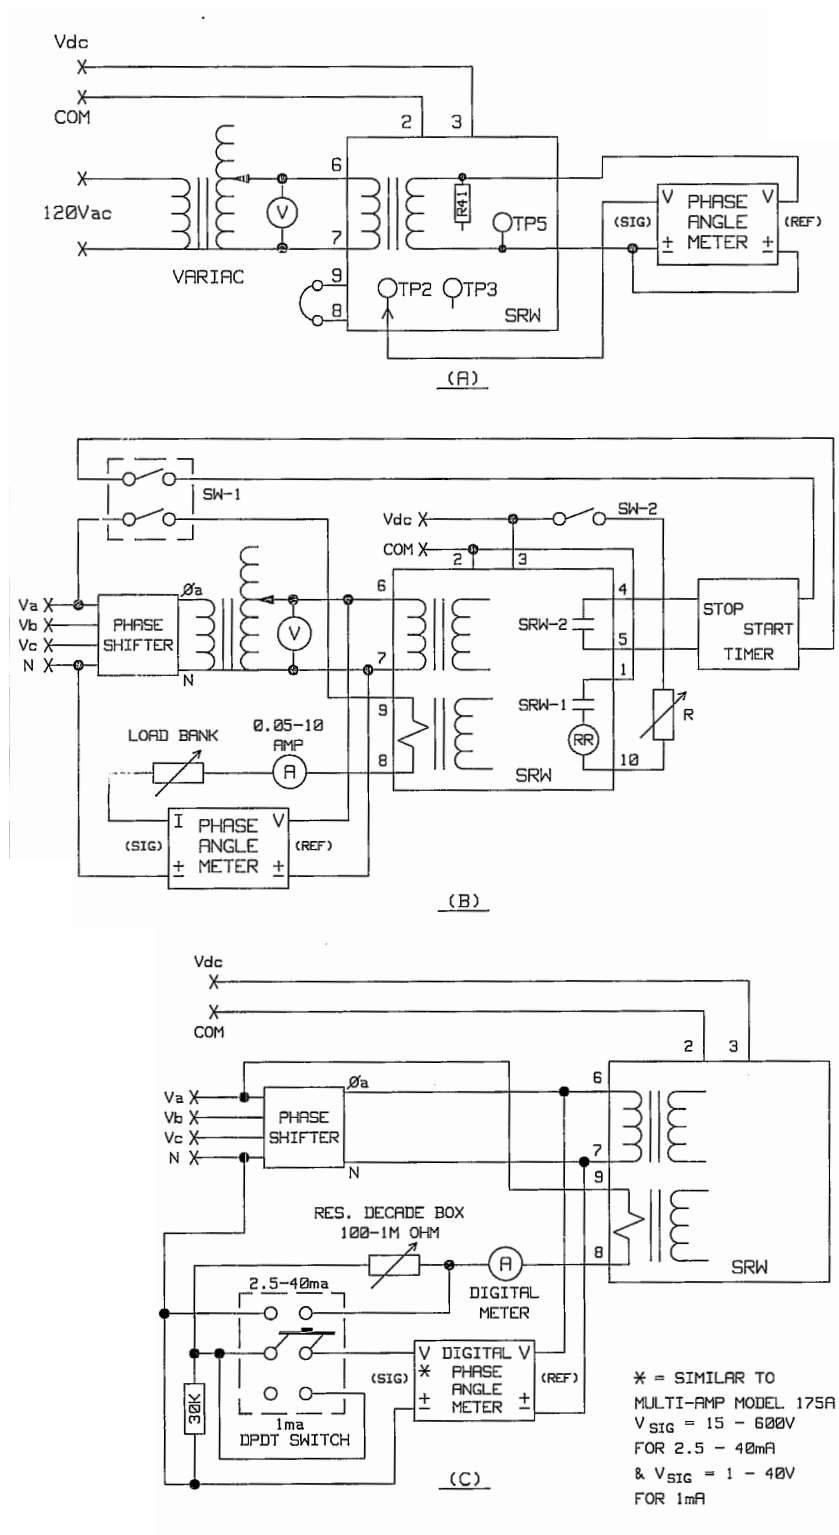 Vdc
COM
2 3
6
120Vac
V
7
VARIAC
R41
TP5
9
8
TP2
TP3
SRW
V PHASE V
(SIG) ANGLE (REF)
± METER ±
(A)
SW-1
Vdc
SW-2
COM
2 3
Va
Vb
Vc
N
PHASE
SHIFTER
Øa
N
V
6
7
9
8
SRW-2
4
5
1
SRW-1
RR
10
SRW
STOP
START
TIMER
R
LOAD BANK
0.05-10
AMP
A
I PHASE V
(SIG) ANGLE (REF)
± METER ±
(B)
Vdc
COM
2 3
Va
Vb
Vc
N
PHASE
SHIFTER
Øa
N
6
7
9
8
SRW
RES. DECADE BOX
100-1M OHM
A
DIGITAL
METER
2.5-40ma
30K
1ma
DPDT SWITCH
V DIGITAL V
* PHASE
(SIG) ANGLE (REF)
± METER ±
(C)
* = SIMILAR TO
MULTI-AMP MODEL 175A
VSIG = 15 - 600V
FOR 2.5 - 40mA
& VSIG = 1 - 40V
FOR 1mA